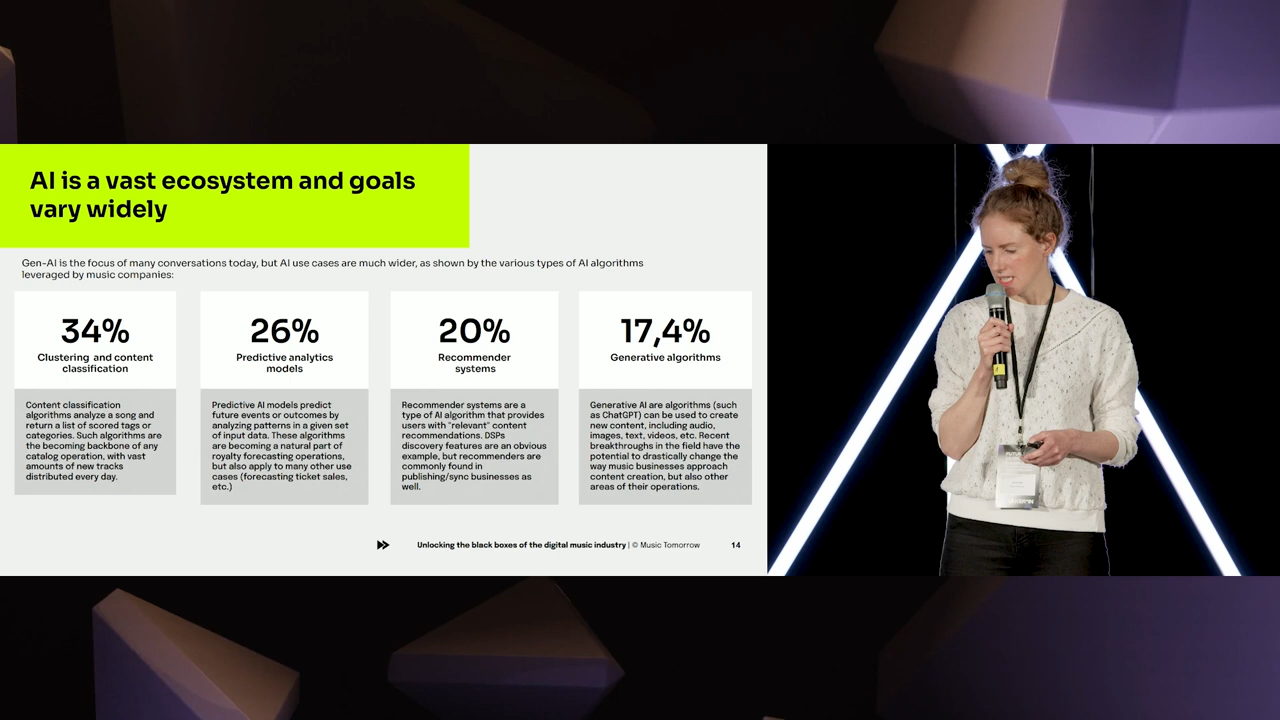 AI is a vast ecosystem and goals
vary widely
Gen-AI is the focus of many conversations today, but AI use cases are much wider, as shown by the various types of AI algorithms
leveraged by music companies:
34%
Clustering and content
classification
Content classification
algorithms analyze a song and
return a list of scored tags or
categories. Such algorithms are
the becoming backbone of any
catalog operation, with vast
amounts of new tracks
distributed every day.
26%
Predictive analytics
models
Predictive AI models predict
future events or outcomes by
analyzing patterns in a given set
of input data. These algorithms
are becoming a natural part of
royalty forecasting operations,
but also apply to many other use
cases (forecasting ticket sales,
etc.)
20%
Recommender
systems
Recommender systems are a
type of AI algorithm that provides
users with "relevant" content
recommendations. DSPs
discovery features are an obvious
example, but recommenders are
commonly found in
publishing/sync businesses as
well.
17,4%
Generative algorithms
Generative AI are algorithms (such
as ChatGPT) can be used to create
new content, including audio,
images, text, videos, etc. Recent
breakthroughs in the field have the
potential to drastically change the
way music businesses approach
content creation, but also other
areas of their operations.
Unlocking the black boxes of the digital music industry | © Music Tomorrow
14